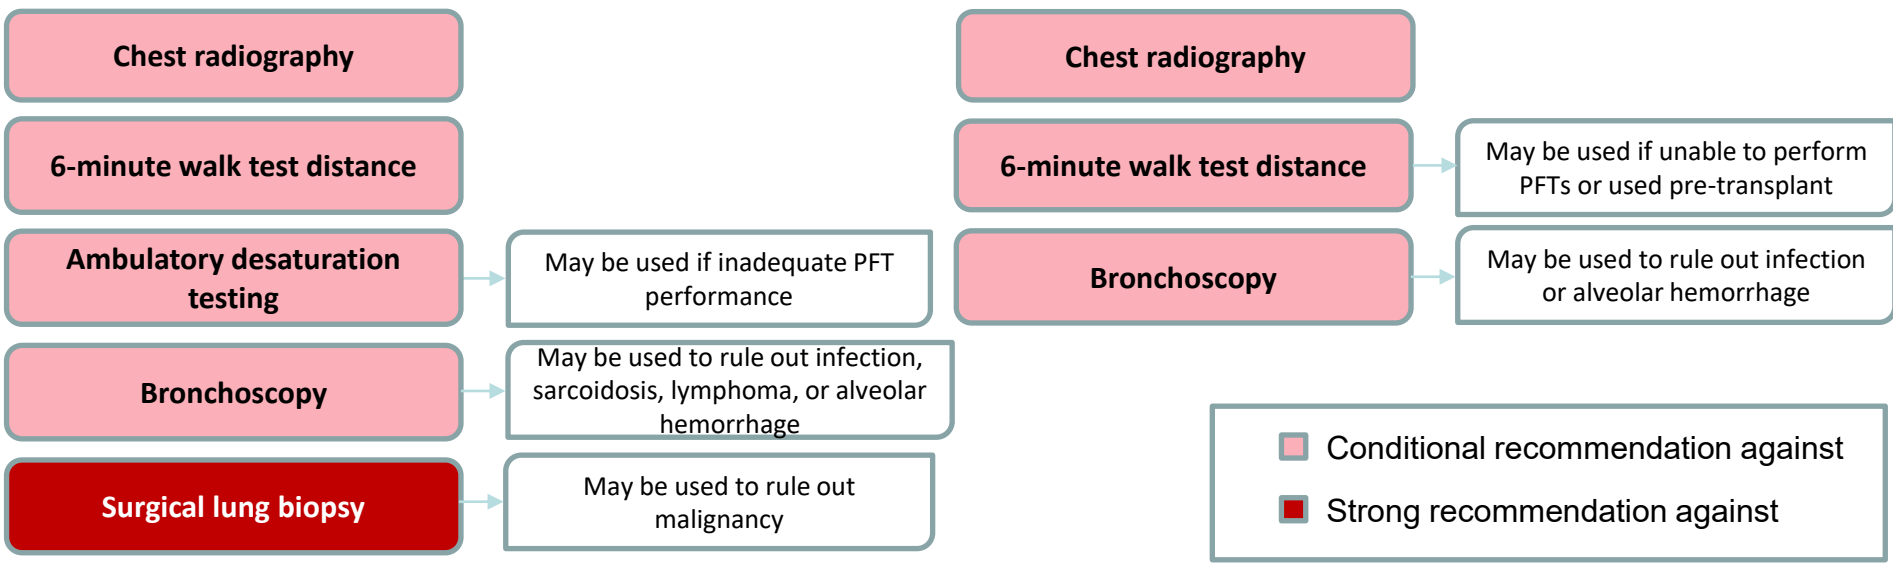 Chest radiography
6-minute walk test distance
Ambulatory desaturation
testing
May be used if inadequate PFT
performance
Bronchoscopy
May be used to rule out infection,
sarcoidosis, lymphoma, or alveolar
hemorrhage
Surgical lung biopsy
May be used to rule out
malignancy
Chest radiography
6-minute walk test distance
May be used if unable to perform
PFTs or used pre-transplant
Bronchoscopy
May be used to rule out infection
or alveolar hemorrhage
Conditional recommendation against
Strong recommendation against